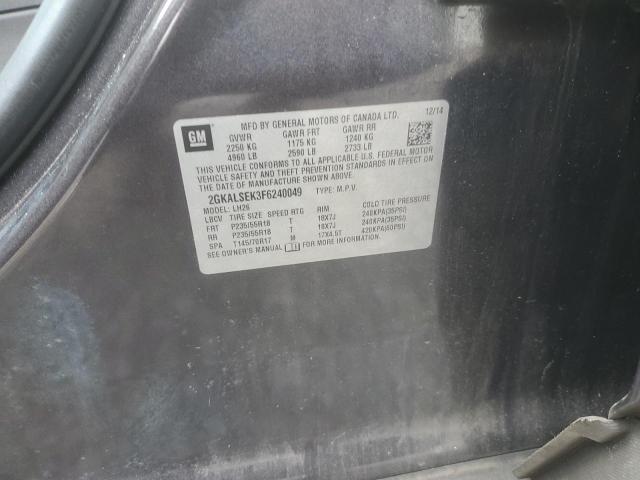 MFD BY GENERAL MOTORS OF CANADA LTD. 12/14
GM
GVWR GAWR FRT GAWR RR
2250 KG 1175 KG 1240 KG
4960 LB 2590 LB 2733 LB
THIS VEHICLE CONFORMS TO ALL APPLICABLE U.S. FEDERAL MOTOR
VEHICLE SAFETY AND THEFT PREVENTION STANDARDS IN EFFECT ON
THE DATE OF MANUFACTURE SHOWN ABOVE.
2GKALSEK3F6240049 TYPE: M.P.V.
MODEL: LH26
LBCV TIRE SIZE SPEED RTG RIM COLD TIRE PRESSURE
FRT P235/55R18 T 18X7J 240KPA(35PSI)
RR P235/55R18 T 18X7J 240KPA(35PSI)
SPA T145/70R17 M 17X4.5T 420KPA(60PSI)
SEE OWNER'S MANUAL FOR MORE INFORMATION.